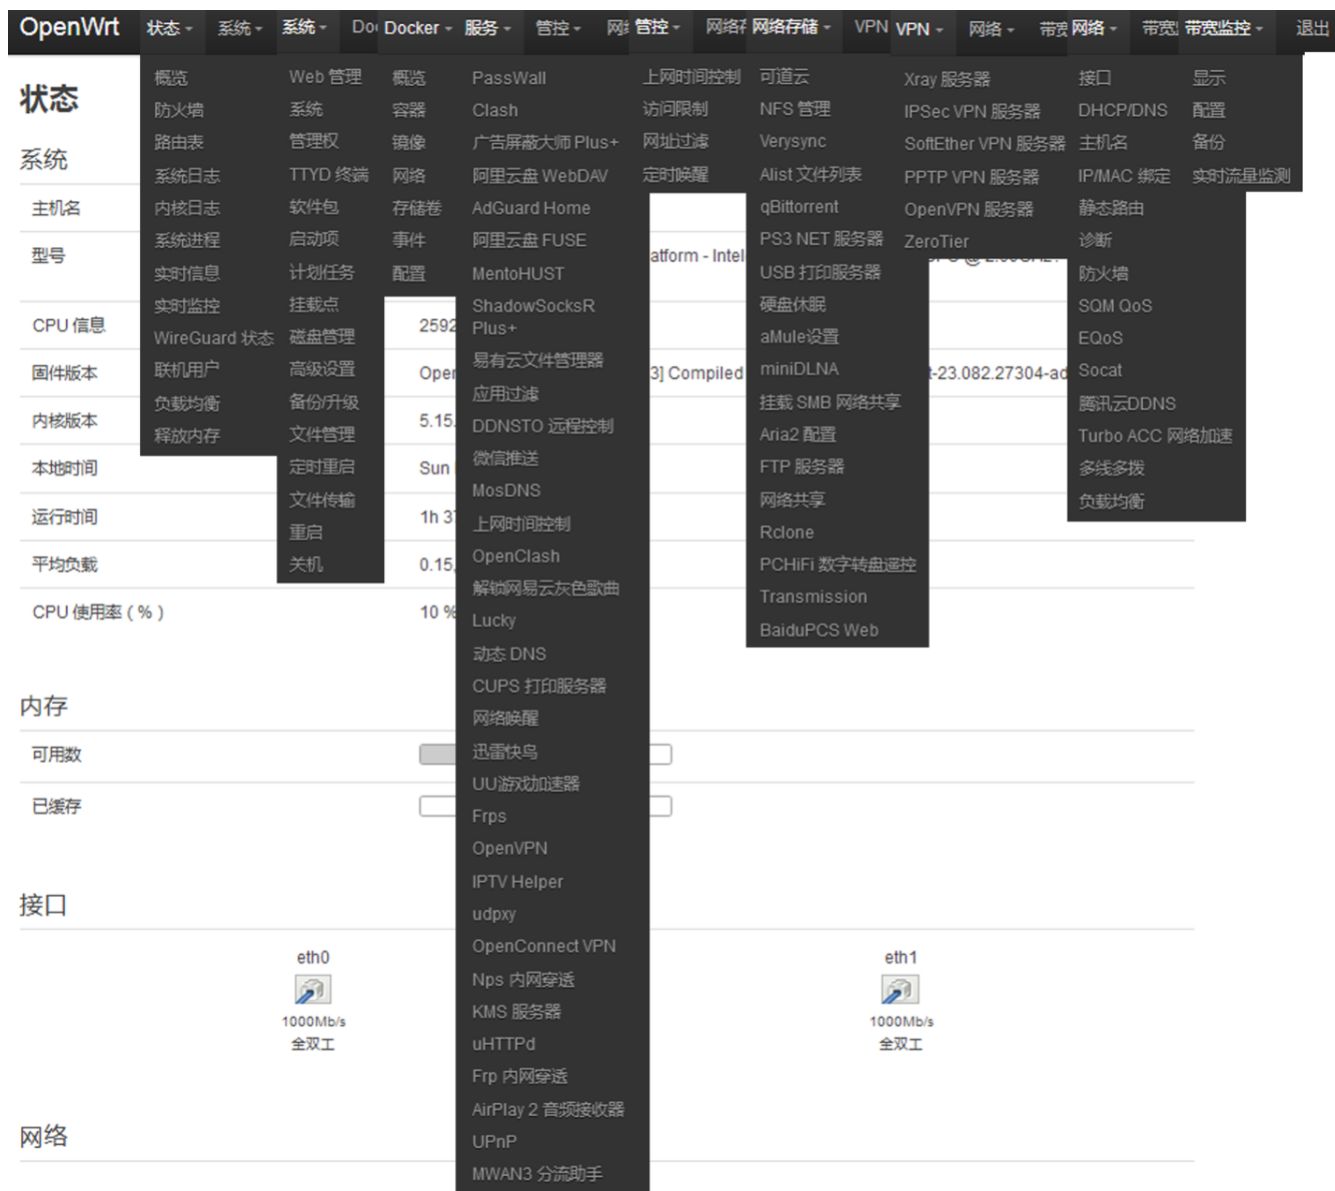 OpenWrt
状态
系统
系统
Docker
服务
管控
管控
网络存储
VPN
VPN
网络
网络
带宽监控
退出
概览
防火墙
路由表
系统日志
内核日志
系统进程
实时信息
实时监控
WireGuard 状态
联机用户
负载均衡
释放内存
Web 管理
系统
管理权
TTYD 终端
软件包
启动项
计划任务
挂载点
磁盘管理
高级设置
备份/升级
文件管理
定时重启
文件传输
重启
关机
概览
容器
镜像
网络
存储卷
事件
配置
PassWall
Clash
广告屏蔽大师 Plus+
阿里云盘 WebDAV
AdGuard Home
阿里云盘 FUSE
MentoHUST
ShadowSocksR
Plus+
易有云文件管理器
应用过滤
DDNSTO 远程控制
微信推送
MosDNS
上网时间控制
OpenClash
解锁网易云灰色歌曲
Lucky
动态 DNS
CUPS 打印服务器
网络唤醒
迅雷快鸟
UU游戏加速器
Frps
OpenVPN
IPTV Helper
udpxy
OpenConnect VPN
Nps 内网穿透
KMS 服务器
uHTTPd
Frp 内网穿透
AirPlay 2 音频接收器
UPnP
MWAN3 分流助手
上网时间控制
访问限制
网址过滤
定时唤醒
可道云
NFS 管理
Verysync
Alist 文件列表
qBittorrent
PS3 NET 服务器
USB 打印服务器
硬盘休眠
aMule设置
miniDLNA
挂载 SMB 网络共享
Aria2 配置
FTP 服务器
网络共享
Rclone
PCHiFi 数字转盘遥控
Transmission
BaiduPCS Web
Xray 服务器
IPSec VPN 服务器
SoftEther VPN 服务器
PPTP VPN 服务器
OpenVPN 服务器
ZeroTier
接口
DHCP/DNS
主机名
IP/MAC 绑定
静态路由
诊断
防火墙
SQM QoS
EQoS
Socat
腾讯云DDNS
Turbo ACC 网络加速
多线多拨
负载均衡
显示
配置
备份
实时流量监测
状态
系统
主机名
型号
atform - Intel
CPU 信息
2592
固件版本
Oper
3] Compiled
t-23.082.27304-ad
内核版本
5.15.
本地时间
Sun
运行时间
1h 37
平均负载
0.15,
CPU 使用率 ( % )
10 %
内存
可用数
已缓存
接口
eth0
1000Mb/s
全双工
eth1
1000Mb/s
全双工
网络